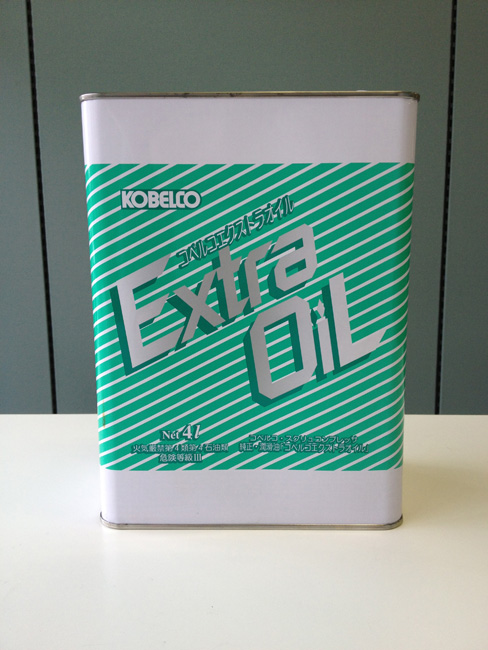 KOBELCO
コベルコエクストラオイル
Extra
OiL
Net 4l
火気厳禁第4類第4石油類
危険等級III
コベルコ・スクリュコンプレッサ
純正・潤滑油「コベルコエクストラオイル」